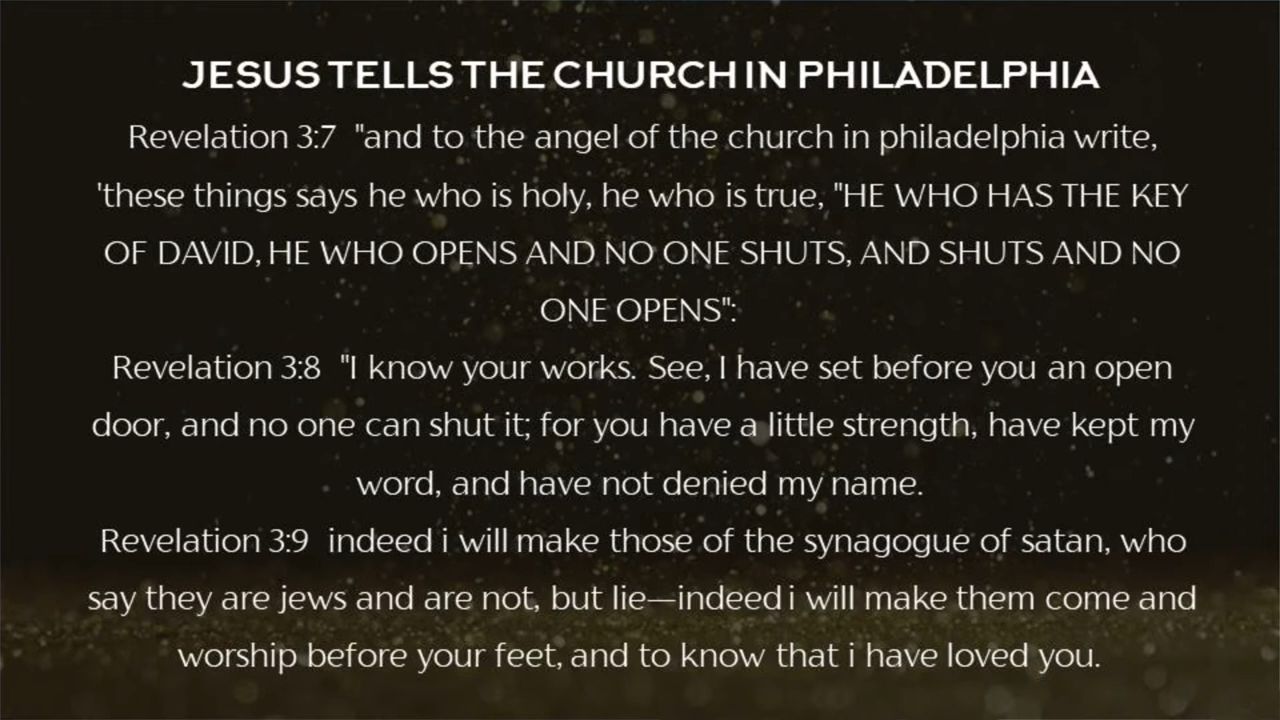 JESUS TELLS THE CHURCH IN PHILADELPHIA
Revelation 3:7 "and to the angel of the church in philadelphia write,
'these things says he who is holy, he who is true, "HE WHO HAS THE KEY
OF DAVID, HE WHO OPENS AND NO ONE SHUTS, AND SHUTS AND NO
ONE OPENS":
Revelation 3:8 "I know your works. See, I have set before you an open
door, and no one can shut it; for you have a little strength, have kept my
word, and have not denied my name.
Revelation 3:9 indeed i will make those of the synagogue of satan, who
say they are jews and are not, but lie—indeed i will make them come and
worship before your feet, and to know that i have loved you.